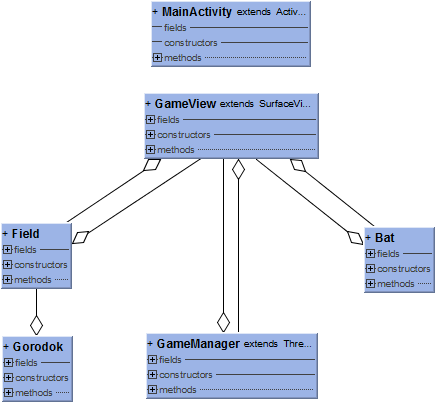 + MainActivity extends Activ...
fields
constructors
methods
+ GameView extends SurfaceVi...
fields
constructors
methods
+ Field
fields
constructors
methods
+ Bat
fields
constructors
methods
+ Gorodok
fields
constructors
methods
+ GameManager extends Thre...
fields
constructors
methods